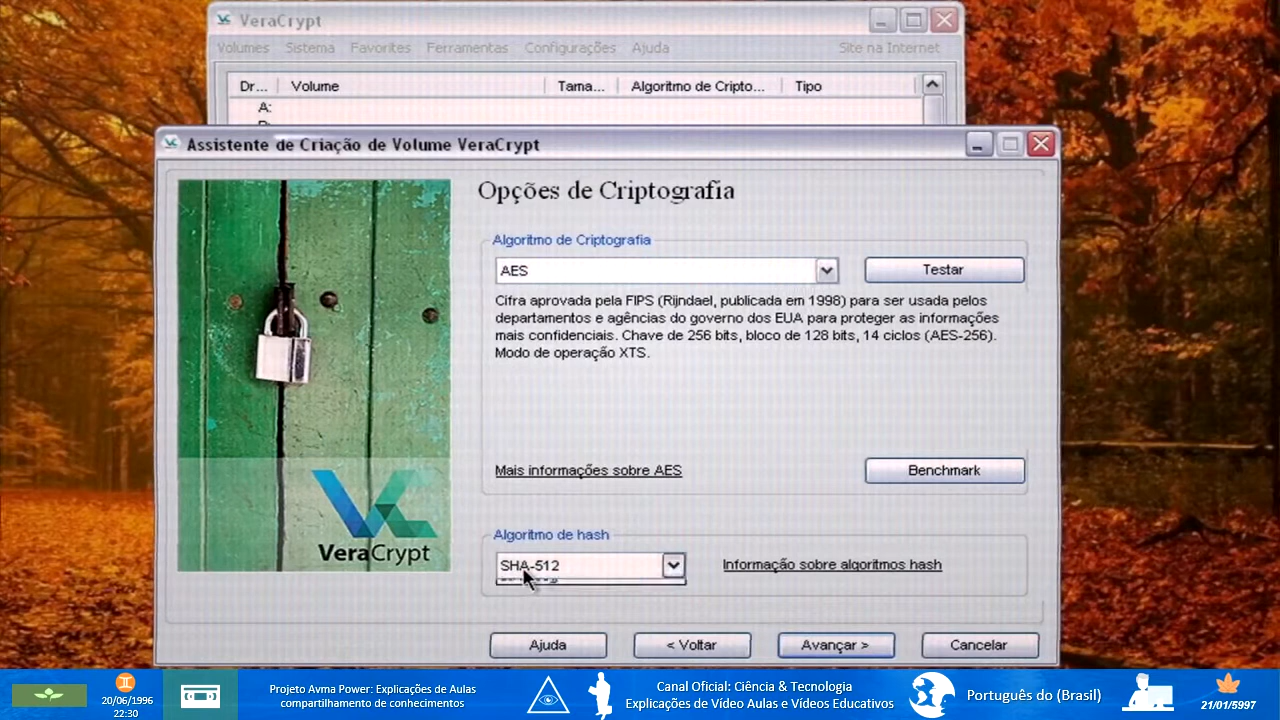 VeraCrypt
Volumes Sistema Favorites Ferramentas Configurações Ajuda Site na Internet
Dr... Volume Tama... Algoritmo de Cripto... Tipo
A:
Assistente de Criação de Volume VeraCrypt
Opções de Criptografia
Algoritmo de Criptografia
AES
Testar
Cifra aprovada pela FIPS (Rijndael, publicada em 1998) para ser usada pelos
departamentos e agências do governo dos EUA para proteger as informações
mais confidenciais. Chave de 256 bits, bloco de 128 bits, 14 ciclos (AES-256).
Modo de operação XTS.
Mais informações sobre AES
Benchmark
VeraCrypt
Algoritmo de hash
SHA-512
Informação sobre algoritmos hash
Ajuda
< Voltar
Avançar >
Cancelar
20/06/1996
22:30
Projeto Avma Power: Explicações de Aulas
compartilhamento de conhecimentos
Canal Oficial: Ciência & Tecnologia
Explicações de Vídeo Aulas e Vídeos Educativos
Português do (Brasil)
21/01/5997